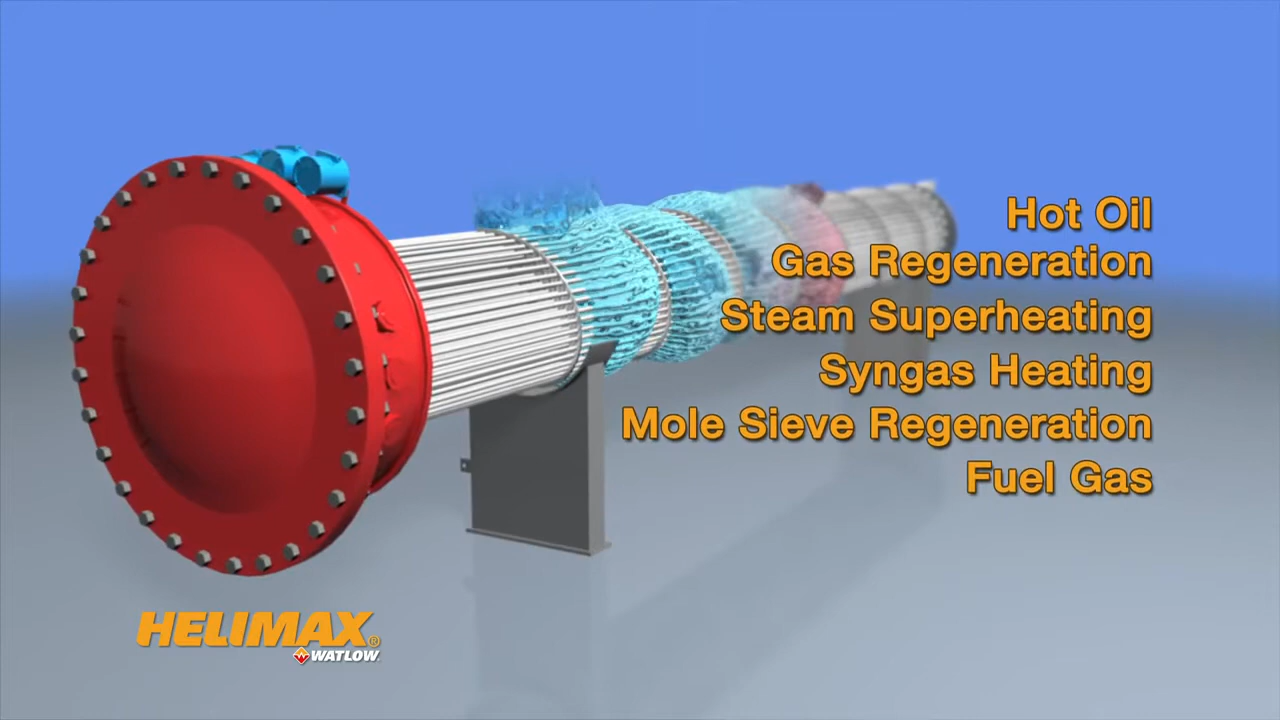 Hot Oil
Gas Regeneration
Steam Superheating
Syngas Heating
Mole Sieve Regeneration
Fuel Gas
HELIMAX®
WATLOW